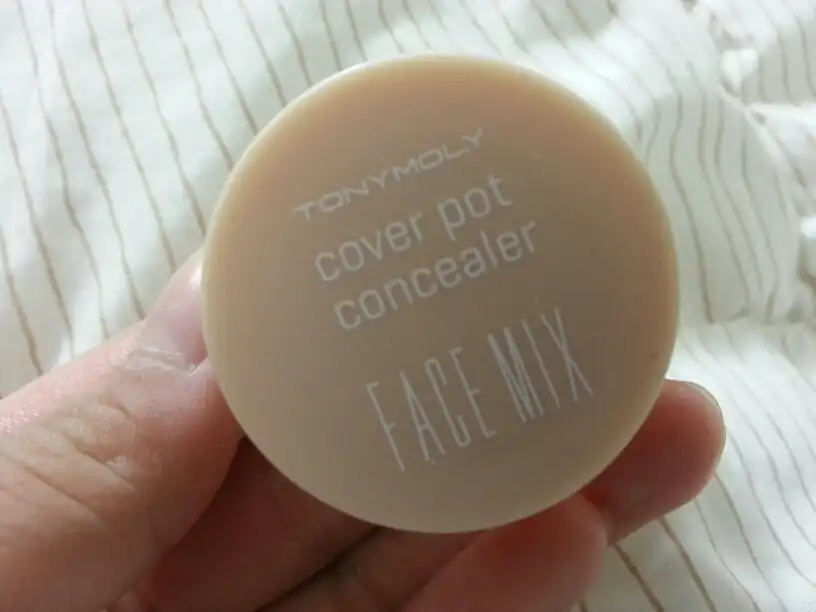 TONYMOLY
cover pot
concealer
FACE MIX